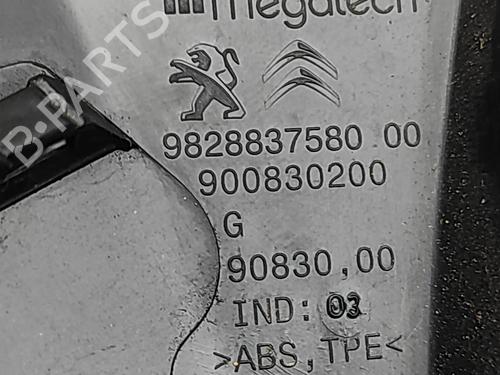 megatech
9828837580 00
900830200
G
90830,00
IND: 03
>ABS,TPE<
B-PARTS